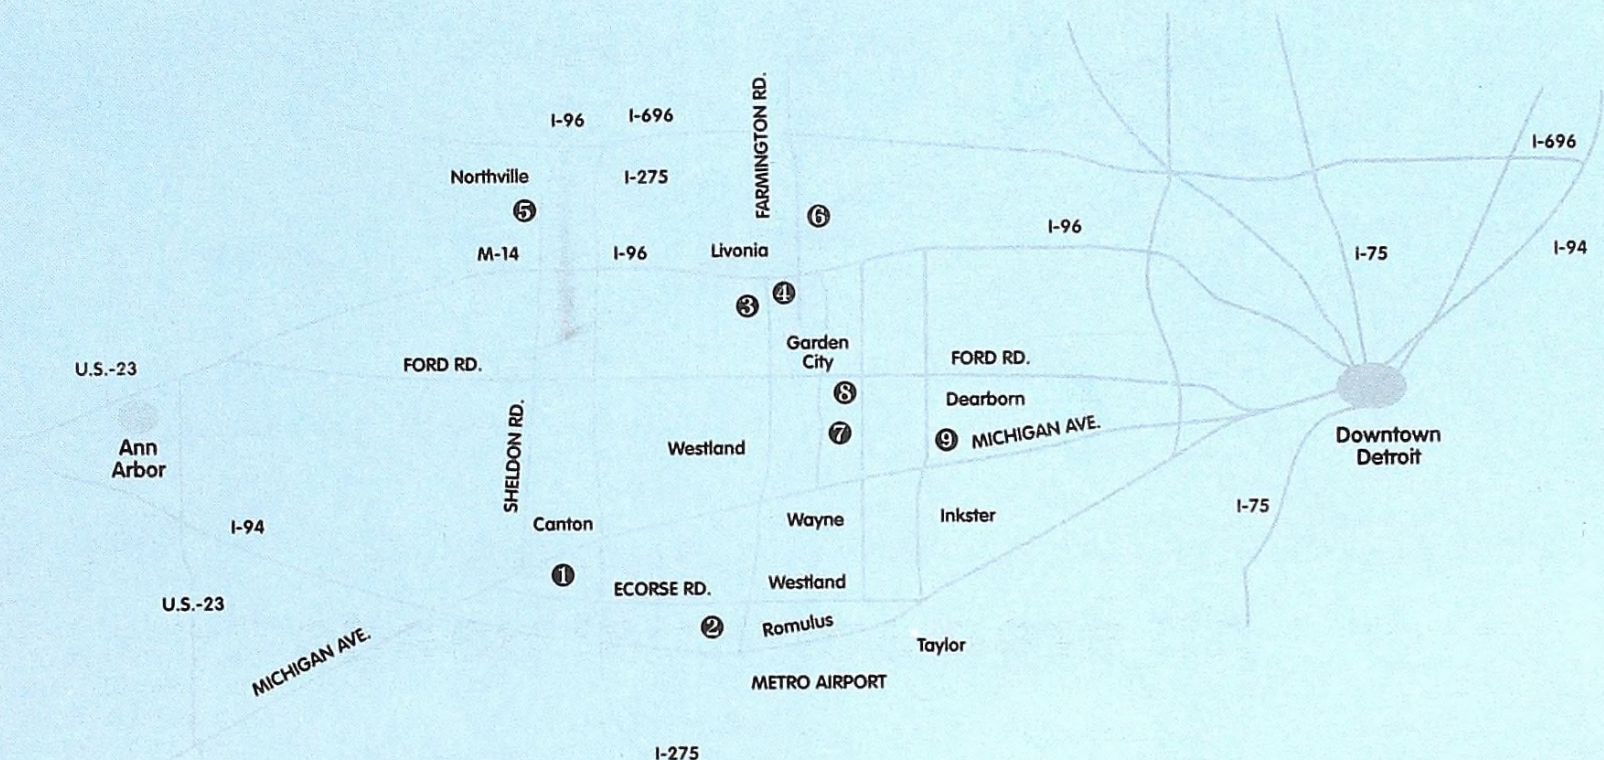 FARMINGTON RD.
I-96
I-696
I-696
Northville
I-275
5
6
I-96
M-14
I-96
Livonia
I-75
I-94
3
4
Garden
City
FORD RD.
U.S.-23
FORD RD.
8
Dearborn
SHELDON RD.
7
9
MICHIGAN AVE.
Ann
Arbor
Westland
Downtown
Detroit
I-94
Canton
Wayne
Inkster
I-75
1
ECORSE RD.
Westland
U.S.-23
2
Romulus
MICHIGAN AVE.
Taylor
METRO AIRPORT
I-275